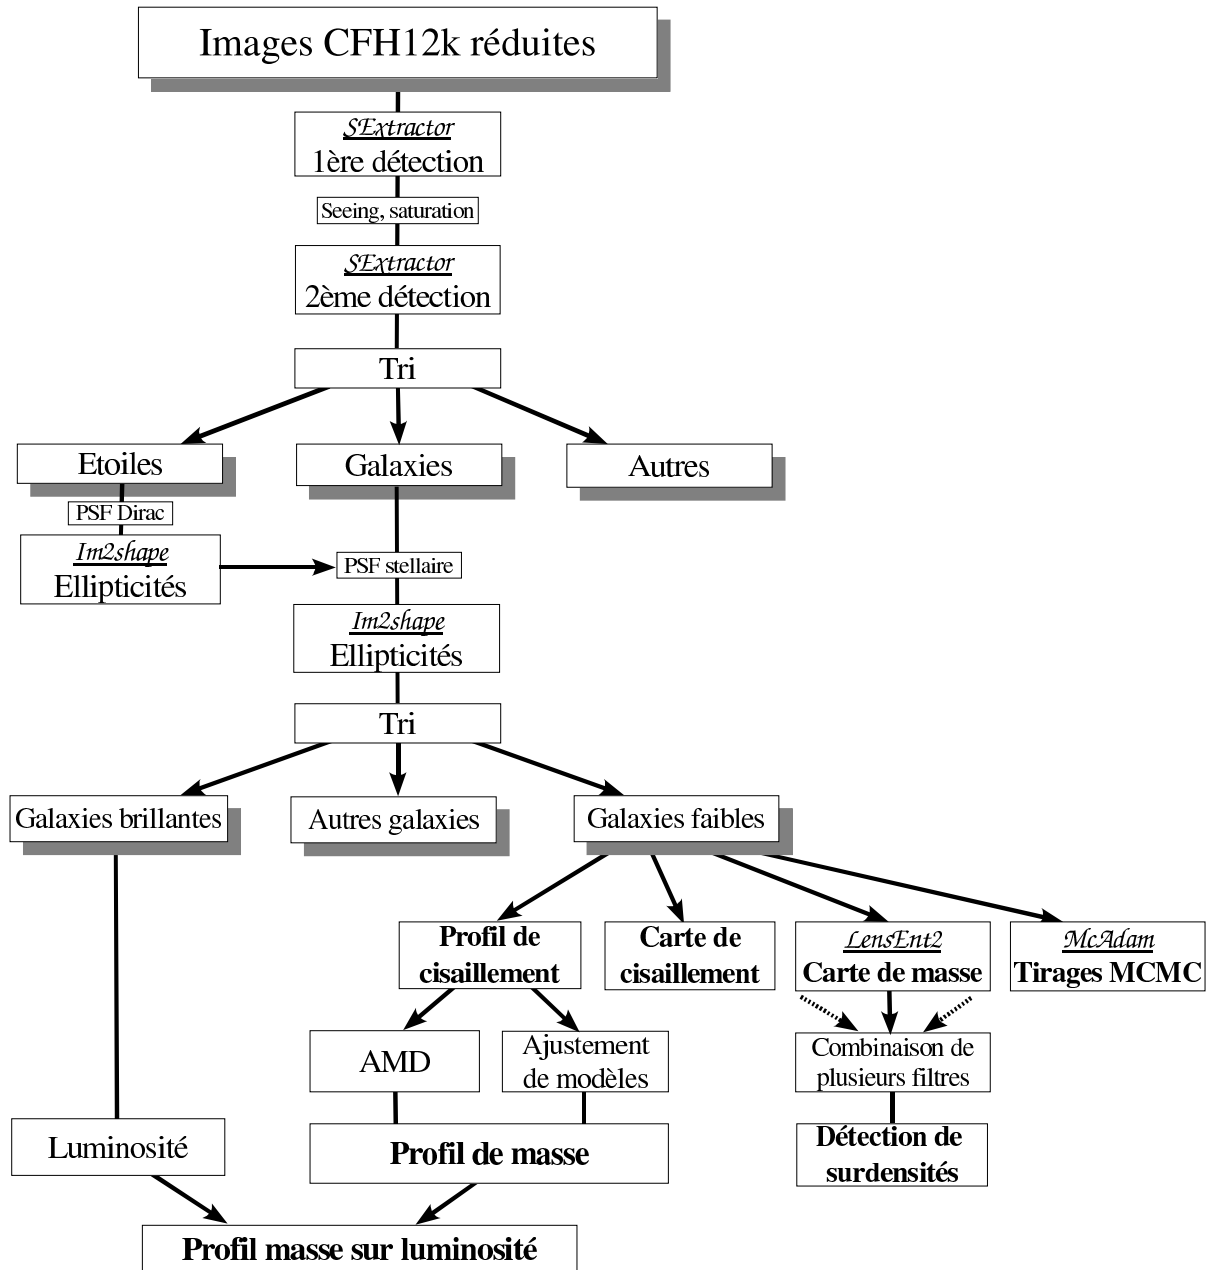 Images CFH12k réduites
SExtractor
1ère détection
Seeing, saturation
SExtractor
2ème détection
Tri
Etoiles
Galaxies
Autres
PSF Dirac
Im2shape
Ellipticités
PSF stellaire
Im2shape
Ellipticités
Tri
Galaxies brillantes
Autres galaxies
Galaxies faibles
Profil de
cisaillement
Carte de
cisaillement
LensEnt2
Carte de masse
McAdam
Tirages MCMC
AMD
Ajustement
de modèles
Combinaison de
plusieurs filtres
Luminosité
Profil de masse
Détection de
surdensités
Profil masse sur luminosité